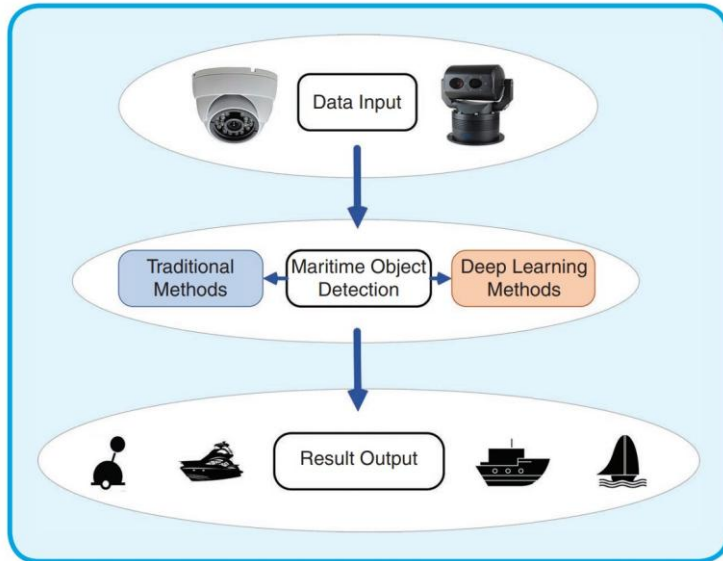 Data Input
Traditional
Methods
Maritime Object
Detection
Deep Learning
Methods
Result Output